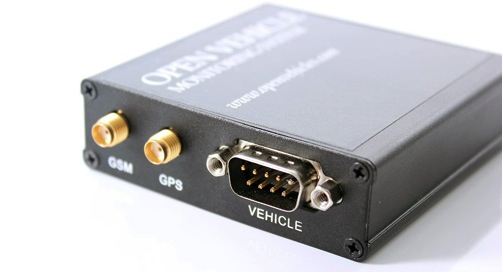 OPEN VEHICLE
MONITORING SYSTEM
www.openvehicles.com
GSM
GPS
VEHICLE